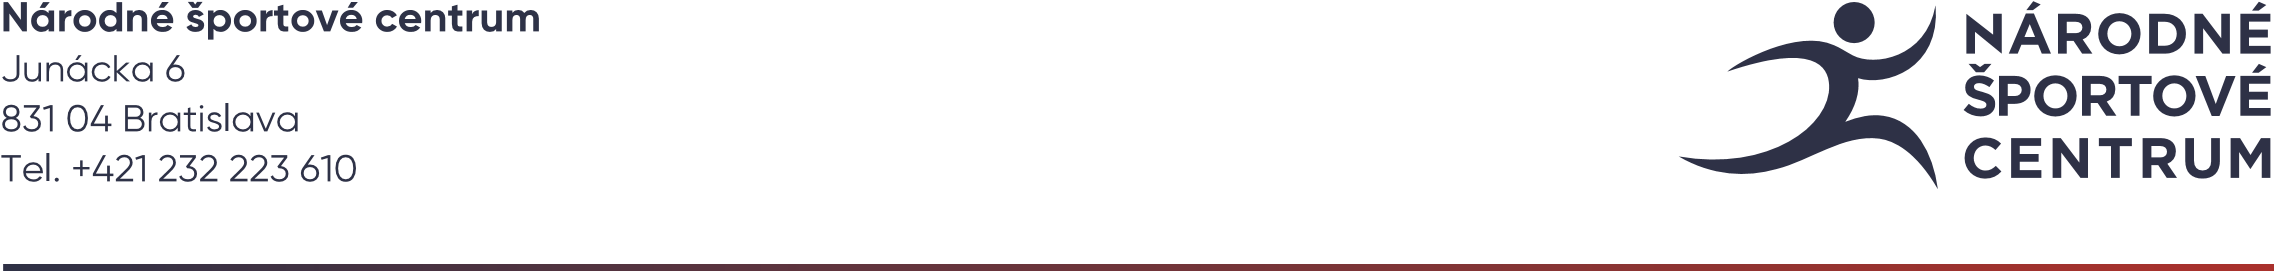 Národné športové centrum
Junácka 6
831 04 Bratislava
Tel. +421 232 223 610
NÁRODNÉ
ŠPORTOVÉ
CENTRUM